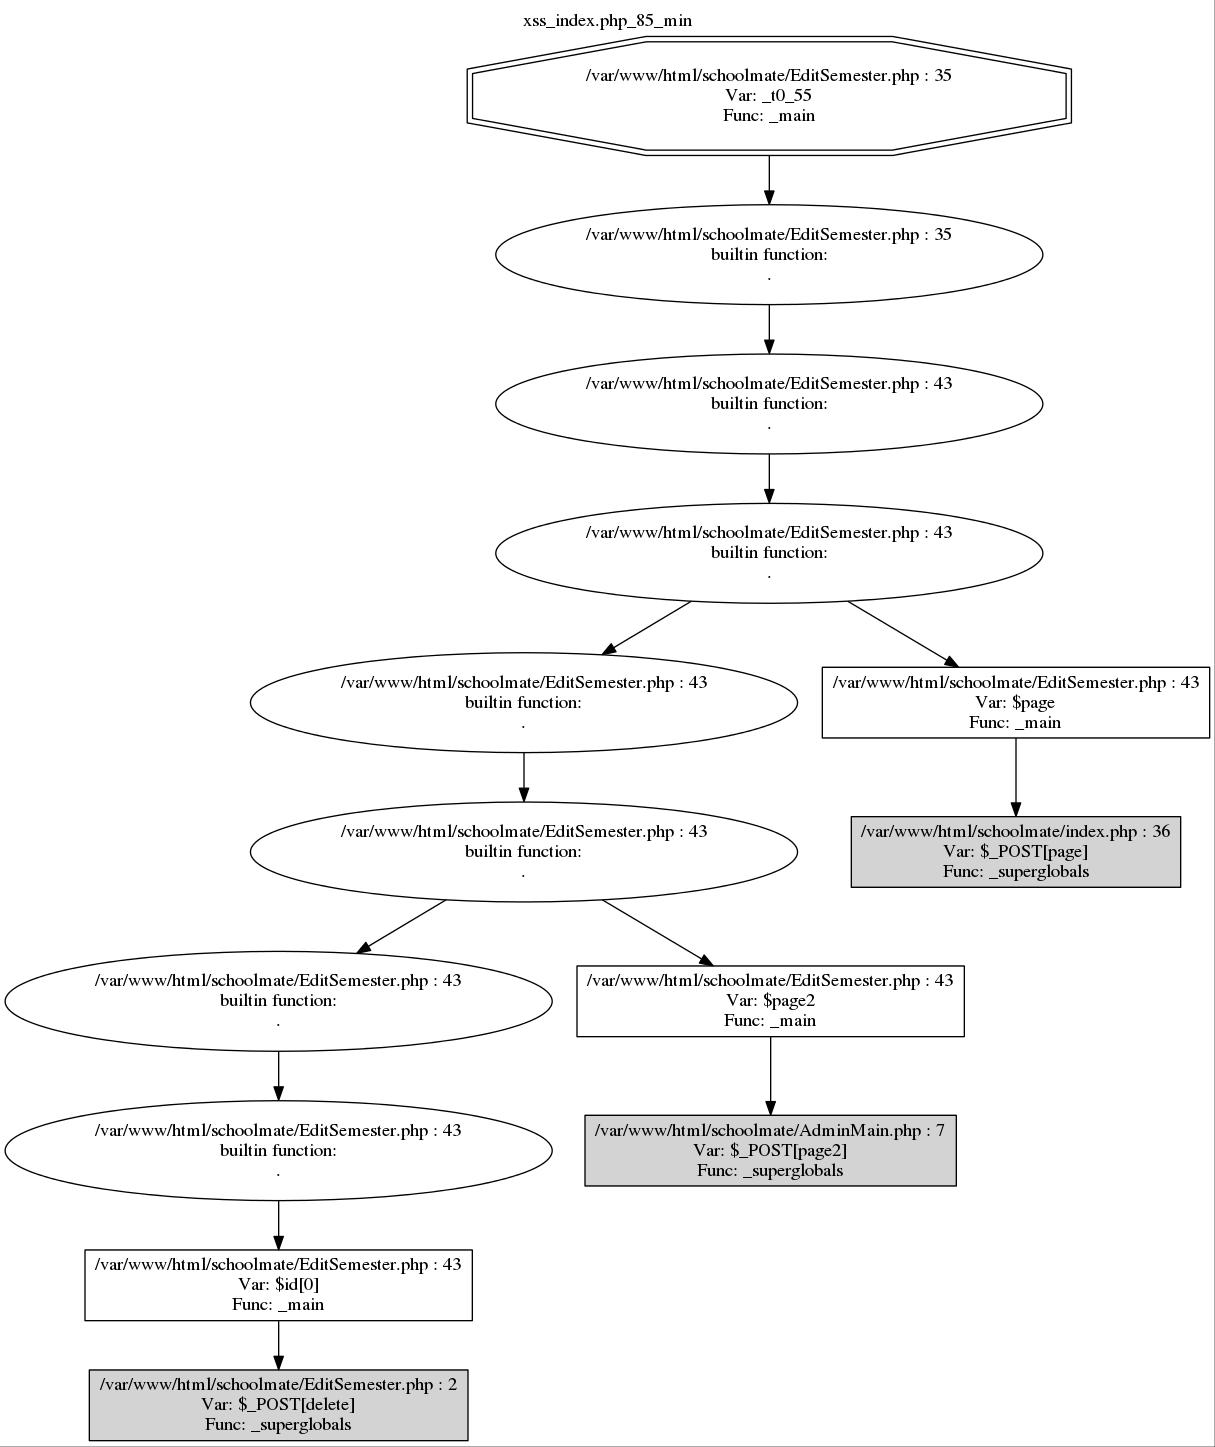 xss_index.php_85_min
/var/www/html/schoolmate/EditSemester.php : 35
Var: _t0_55
Func: _main
/var/www/html/schoolmate/EditSemester.php : 35
builtin function:
.
/var/www/html/schoolmate/EditSemester.php : 43
builtin function:
.
/var/www/html/schoolmate/EditSemester.php : 43
builtin function:
.
/var/www/html/schoolmate/EditSemester.php : 43
builtin function:
.
/var/www/html/schoolmate/EditSemester.php : 43
Var: $page
Func: _main
/var/www/html/schoolmate/EditSemester.php : 43
builtin function:
.
/var/www/html/schoolmate/index.php : 36
Var: $_POST[page]
Func: _superglobals
/var/www/html/schoolmate/EditSemester.php : 43
builtin function:
.
/var/www/html/schoolmate/EditSemester.php : 43
Var: $page2
Func: _main
/var/www/html/schoolmate/EditSemester.php : 43
builtin function:
.
/var/www/html/schoolmate/AdminMain.php : 7
Var: $_POST[page2]
Func: _superglobals
/var/www/html/schoolmate/EditSemester.php : 43
Var: $id[0]
Func: _main
/var/www/html/schoolmate/EditSemester.php : 2
Var: $_POST[delete]
Func: _superglobals